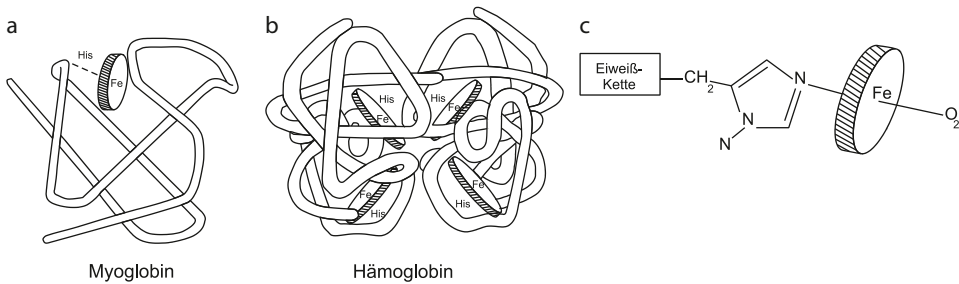 a
His
Fe
Myoglobin
b
His
His
Fe
Fe
Fe
His
Fe
His
Hämoglobin
c
Eiweiß-
Kette
CH2
N
N
N
Fe
O2